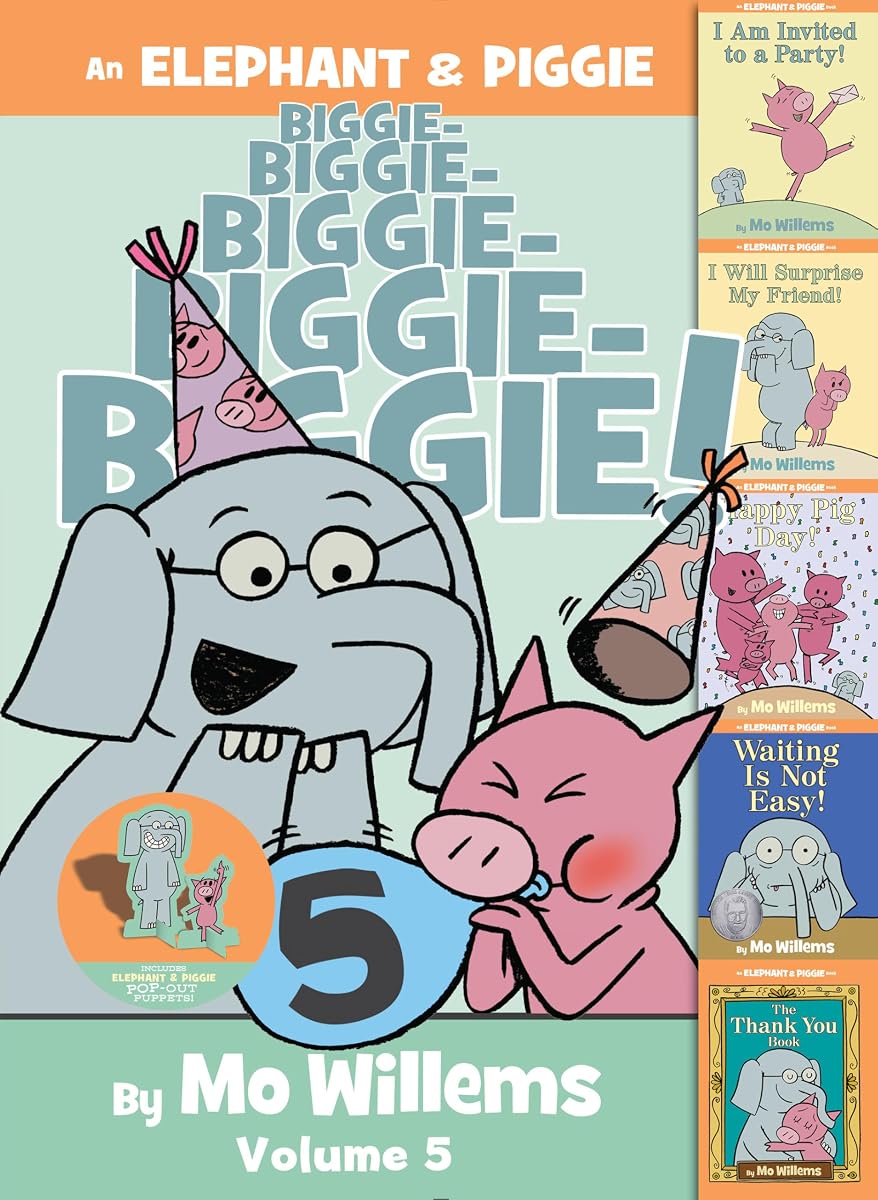 An ELEPHANT & PIGGIE
BIGGIE-
BIGGIE-
BIGGIE-
BIGGIE-
BIGGIE!
5
INCLUDES
ELEPHANT & PIGGIE
POP-OUT
PUPPETS!
By Mo Willems
Volume 5
An ELEPHANT & PIGGIE Book
I Am Invited
to a Party!
By Mo Willems
An ELEPHANT & PIGGIE Book
I Will Surprise
My Friend!
By Mo Willems
An ELEPHANT & PIGGIE Book
Happy Pig
Day!
By Mo Willems
An ELEPHANT & PIGGIE Book
Waiting
Is Not
Easy!
By Mo Willems
An ELEPHANT & PIGGIE Book
The
Thank You
Book
By Mo Willems